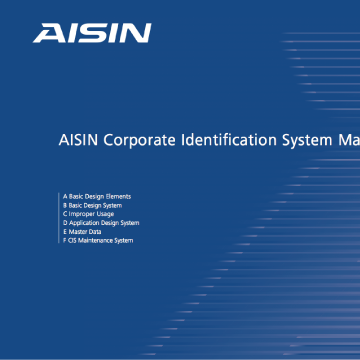 AISIN
AISIN Corporate Identification System Ma
A Basic Design Elements
B Basic Design System
C Improper Usage
D Application Design System
E Master Data
F CIS Maintenance System